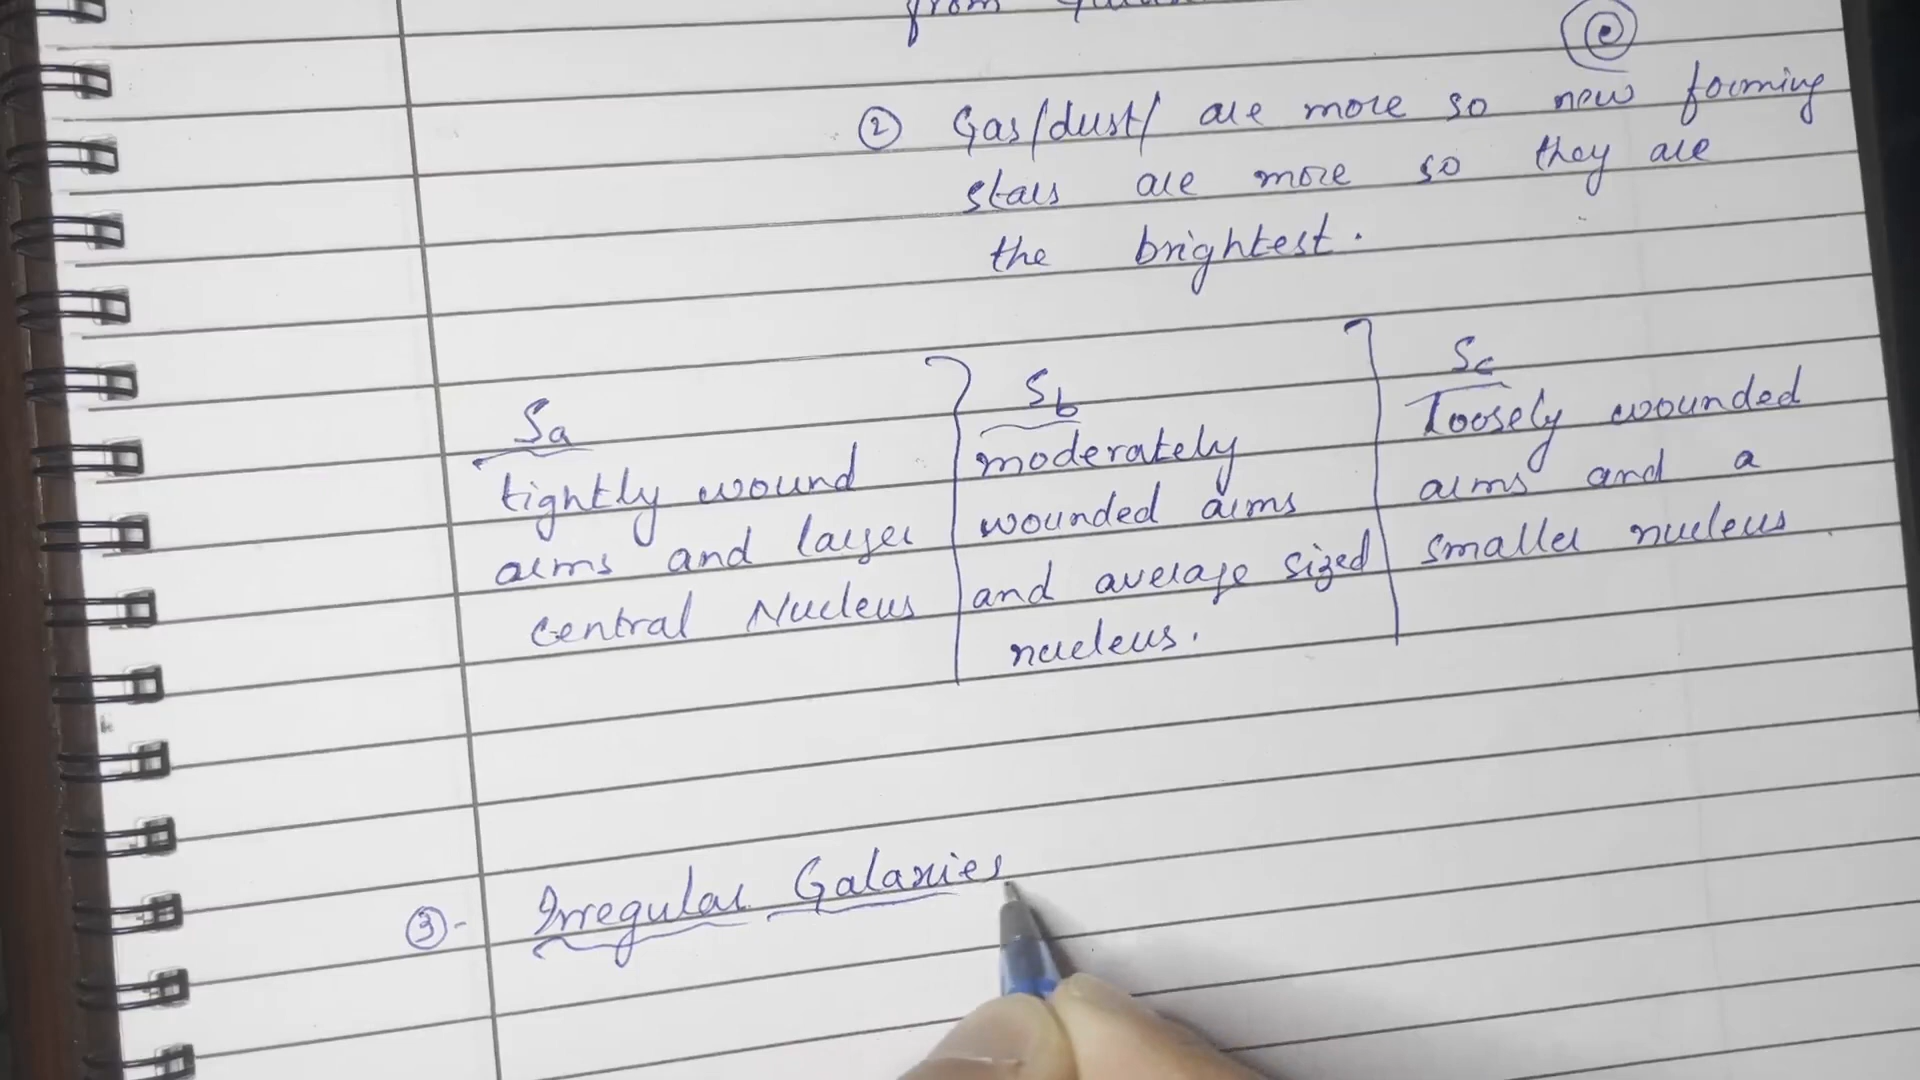 from
ⓔ
② Gas/dust/ are more so new forming
stars are more so they are
the brightest.
Sa
tightly wound
arms and larger
central Nucleus
Sb
moderately
wounded arms
and average sized
nucleus.
Sc
Loosely wounded
arms and a
smaller nucleus
③- Irregular Galaxies